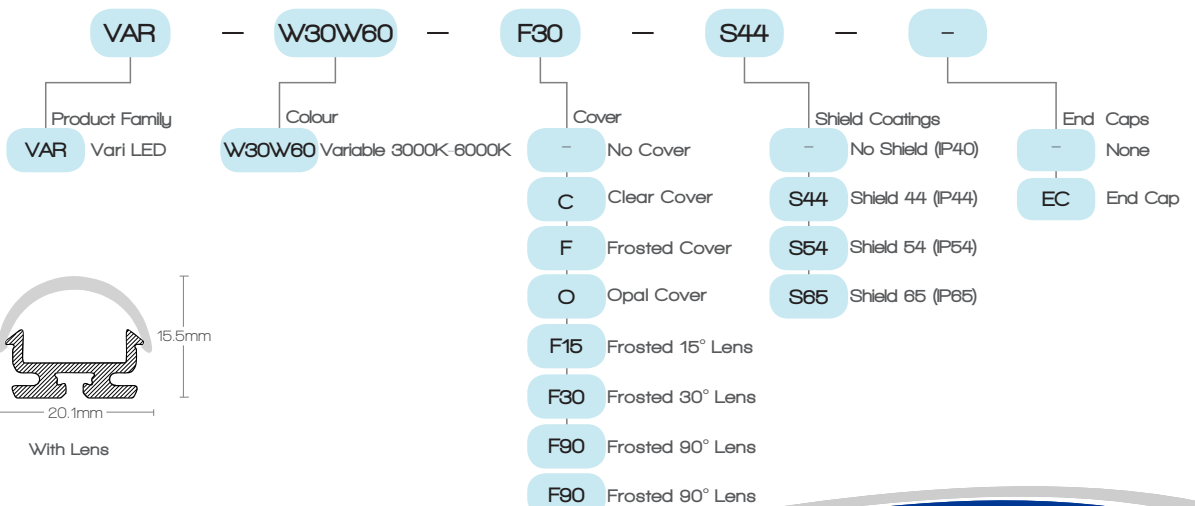 VAR — W30W60 — F30 — S44 — -
Product Family
VAR Vari LED
Colour
W30W60 Variable 3000K-6000K
Cover
- No Cover
C Clear Cover
F Frosted Cover
O Opal Cover
F15 Frosted 15° Lens
F30 Frosted 30° Lens
F90 Frosted 90° Lens
F90 Frosted 90° Lens
Shield Coatings
- No Shield (IP40)
S44 Shield 44 (IP44)
S54 Shield 54 (IP54)
S65 Shield 65 (IP65)
End Caps
- None
EC End Cap
15.5mm
20.1mm
With Lens